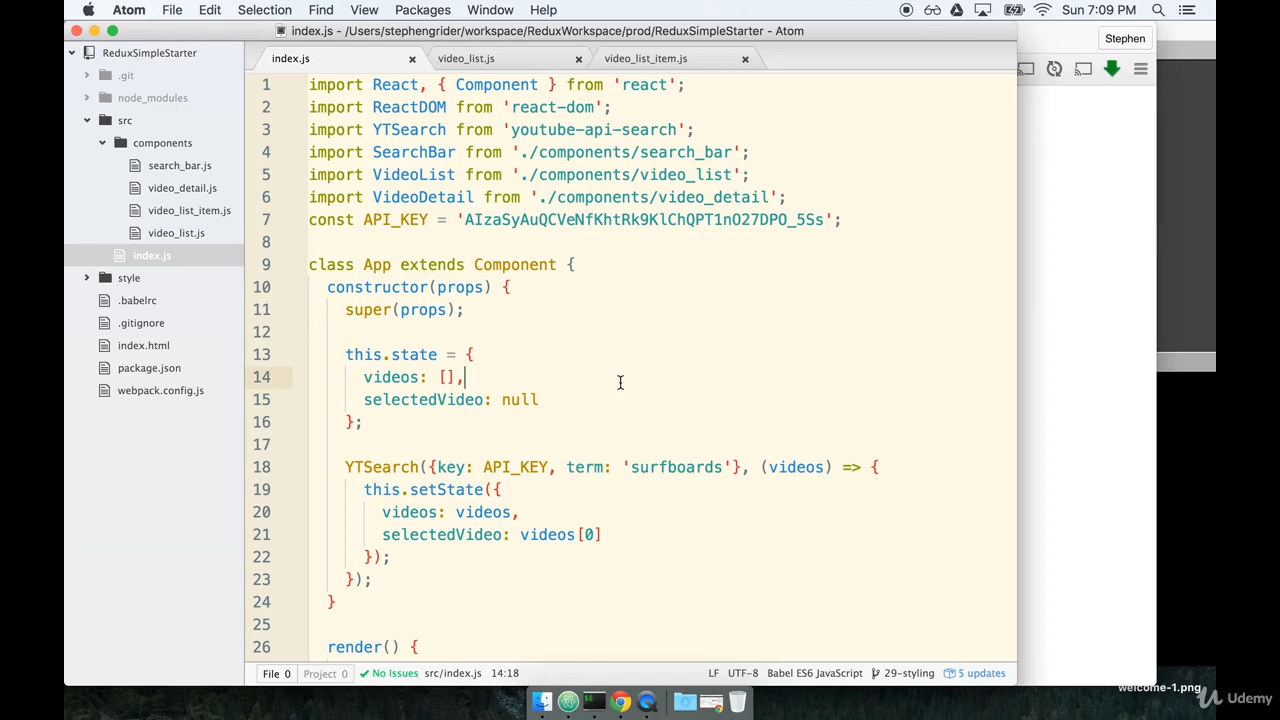 Atom File Edit Selection Find View Packages Window Help Sun 7:09 PM
index.js - /Users/stephengrider/workspace/ReduxWorkspace/prod/ReduxSimpleStarter - Atom
Stephen
ReduxSimpleStarter
.git
node_modules
src
components
search_bar.js
video_detail.js
video_list_item.js
video_list.js
index.js
style
.babelrc
.gitignore
index.html
package.json
webpack.config.js
index.js video_list.js video_list_item.js
1 import React, { Component } from 'react';
2 import ReactDOM from 'react-dom';
3 import YTSearch from 'youtube-api-search';
4 import SearchBar from './components/search_bar';
5 import VideoList from './components/video_list';
6 import VideoDetail from './components/video_detail';
7 const API_KEY = 'AIzaSyAuQCVeNfKhtRk9KlChQPT1nO27DPO_5Ss';
8
9 class App extends Component {
10 constructor(props) {
11 super(props);
12
13 this.state = {
14 videos: [],
15 selectedVideo: null
16 };
17
18 YTSearch({key: API_KEY, term: 'surfboards'}, (videos) => {
19 this.setState({
20 videos: videos,
21 selectedVideo: videos[0]
22 });
23 });
24 }
25
26 render() {
File 0 Project 0 No Issues src/index.js 14:18 LF UTF-8 Babel ES6 JavaScript 29-styling 5 updates
welcome-1.png
Udemy